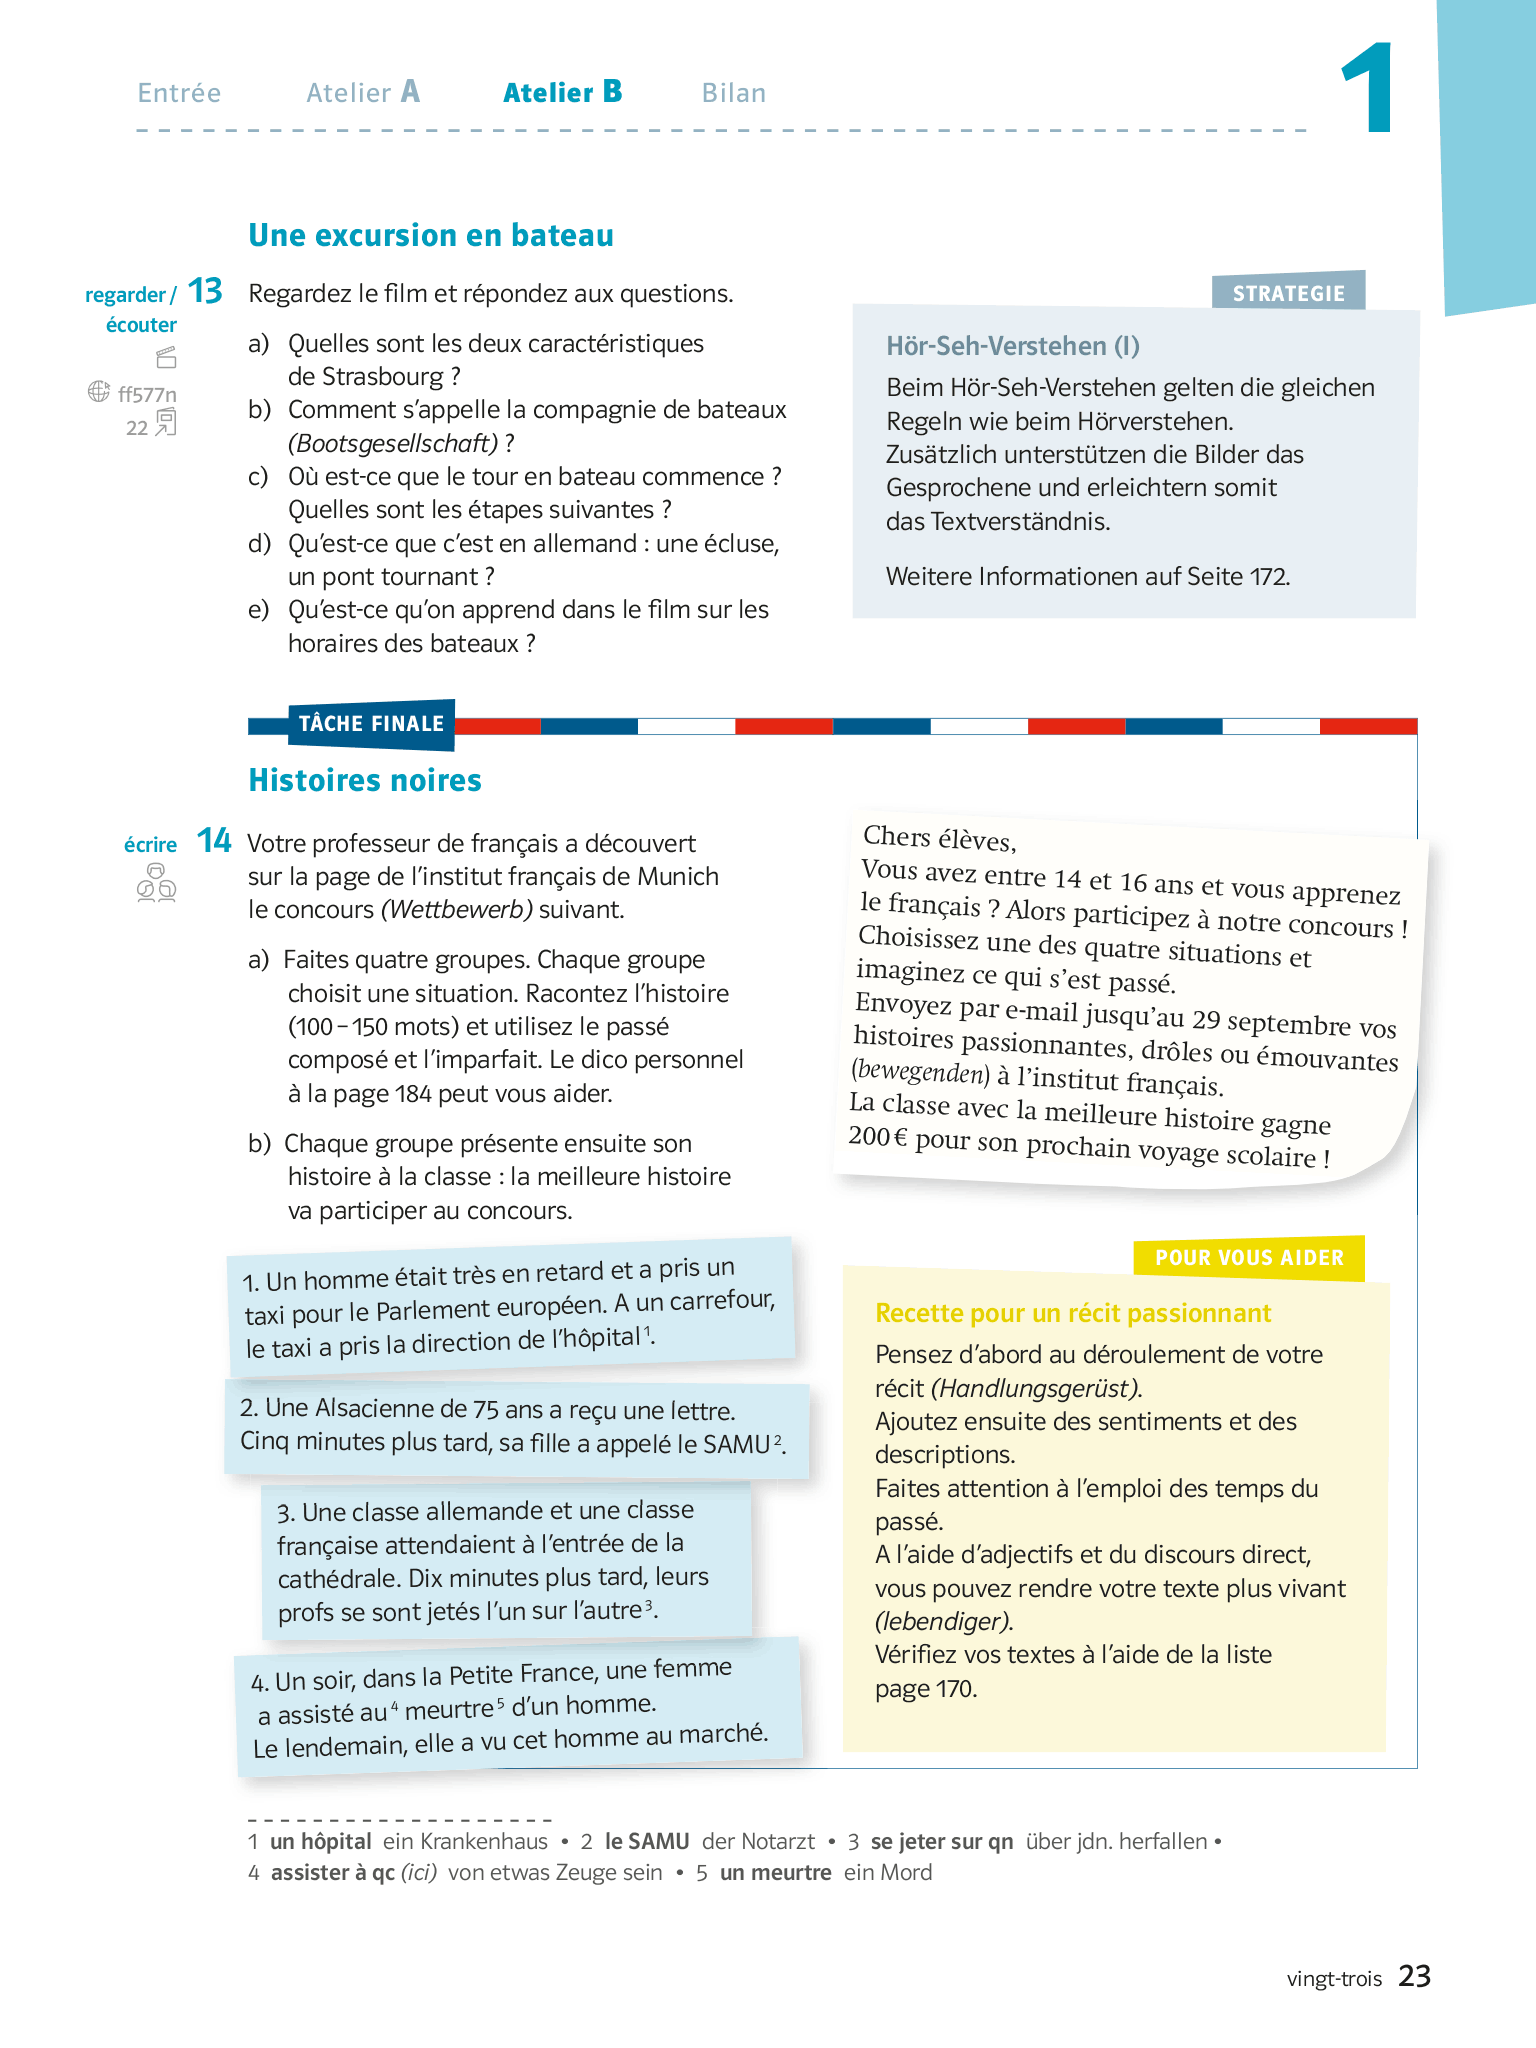 Entrée Atelier A Atelier B Bilan 1
Une excursion en bateau
regarder / écouter
ff577n
22
13 Regardez le film et répondez aux questions.
a) Quelles sont les deux caractéristiques
de Strasbourg ?
b) Comment s’appelle la compagnie de bateaux
(Bootsgesellschaft) ?
c) Où est-ce que le tour en bateau commence ?
Quelles sont les étapes suivantes ?
d) Qu’est-ce que c’est en allemand : une écluse,
un pont tournant ?
e) Qu’est-ce qu’on apprend dans le film sur les
horaires des bateaux ?
STRATEGIE
Hör-Seh-Verstehen (I)
Beim Hör-Seh-Verstehen gelten die gleichen
Regeln wie beim Hörverstehen.
Zusätzlich unterstützen die Bilder das
Gesprochene und erleichtern somit
das Textverständnis.
Weitere Informationen auf Seite 172.
TÂCHE FINALE
Histoires noires
écrire
14 Votre professeur de français a découvert
sur la page de l’institut français de Munich
le concours (Wettbewerb) suivant.
a) Faites quatre groupes. Chaque groupe
choisit une situation. Racontez l’histoire
(100 – 150 mots) et utilisez le passé
composé et l’imparfait. Le dico personnel
à la page 184 peut vous aider.
b) Chaque groupe présente ensuite son
histoire à la classe : la meilleure histoire
va participer au concours.
Chers élèves,
Vous avez entre 14 et 16 ans et vous apprenez
le français ? Alors participez à notre concours !
Choisissez une des quatre situations et
imaginez ce qui s’est passé.
Envoyez par e-mail jusqu’au 29 septembre vos
histoires passionnantes, drôles ou émouvantes
(bewegenden) à l’institut français.
La classe avec la meilleure histoire gagne
200 € pour son prochain voyage scolaire !
1. Un homme était très en retard et a pris un
taxi pour le Parlement européen. A un carrefour,
le taxi a pris la direction de l’hôpital 1.
2. Une Alsacienne de 75 ans a reçu une lettre.
Cinq minutes plus tard, sa fille a appelé le SAMU 2.
3. Une classe allemande et une classe
française attendaient à l’entrée de la
cathédrale. Dix minutes plus tard, leurs
profs se sont jetés l’un sur l’autre 3.
4. Un soir, dans la Petite France, une femme
a assisté au 4 meurtre 5 d’un homme.
Le lendemain, elle a vu cet homme au marché.
POUR VOUS AIDER
Recette pour un récit passionnant
Pensez d’abord au déroulement de votre
récit (Handlungsgerüst).
Ajoutez ensuite des sentiments et des
descriptions.
Faites attention à l’emploi des temps du
passé.
A l’aide d’adjectifs et du discours direct,
vous pouvez rendre votre texte plus vivant
(lebendiger).
Vérifiez vos textes à l’aide de la liste
page 170.
1 un hôpital ein Krankenhaus • 2 le SAMU der Notarzt • 3 se jeter sur qn über jdn. herfallen •
4 assister à qc (ici) von etwas Zeuge sein • 5 un meurtre ein Mord
vingt-trois 23